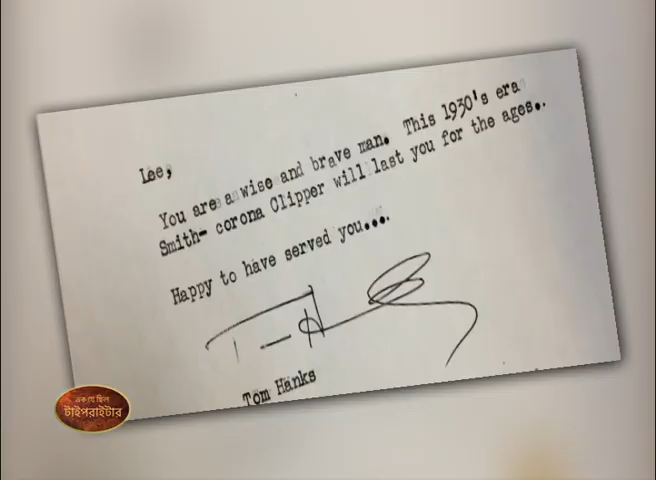 Lee,
You are a wise and brave man. This 1930's era
Smith- corona Clipper will last you for the ages..
Happy to have served you....
Tom Hanks
একযে ছিল
টাইপরাইটার